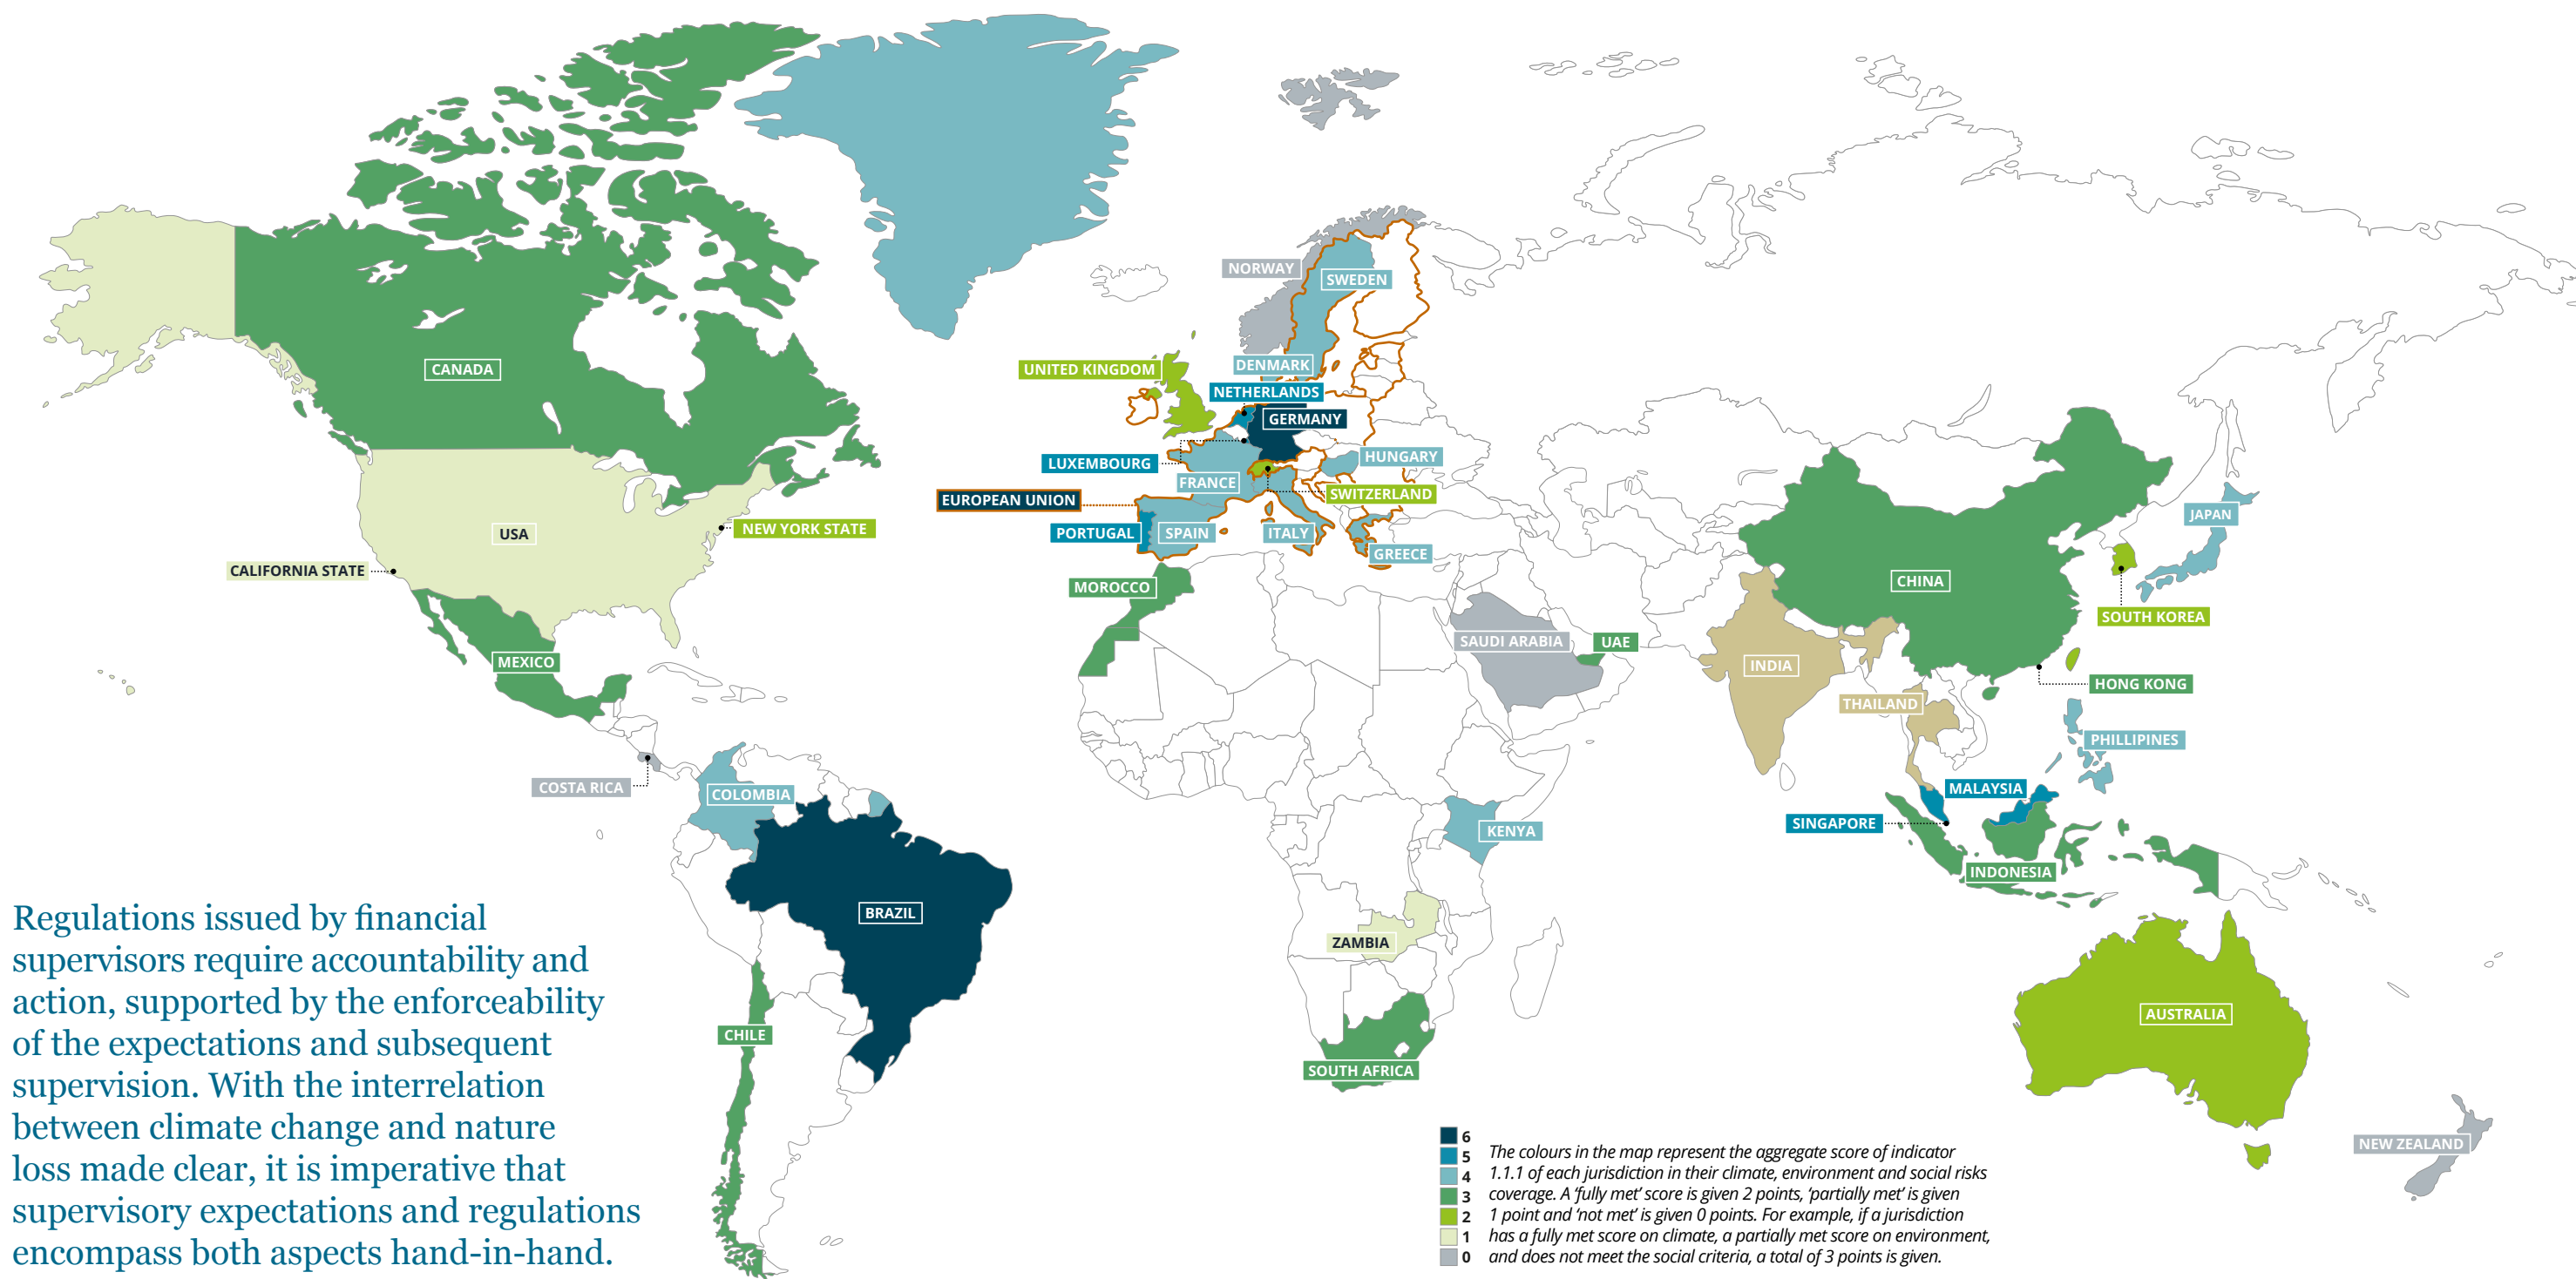 NORWAY
SWEDEN
UNITED KINGDOM
DENMARK
NETHERLANDS
GERMANY
CANADA
LUXEMBOURG
HUNGARY
FRANCE
SWITZERLAND
EUROPEAN UNION
JAPAN
NEW YORK STATE
USA
PORTUGAL
SPAIN
ITALY
GREECE
CALIFORNIA STATE
MOROCCO
CHINA
SOUTH KOREA
SAUDI ARABIA
UAE
MEXICO
INDIA
HONG KONG
THAILAND
PHILLIPINES
COSTA RICA
COLOMBIA
MALAYSIA
SINGAPORE
KENYA
INDONESIA
BRAZIL
ZAMBIA
AUSTRALIA
CHILE
SOUTH AFRICA
NEW ZEALAND
Regulations issued by financial
supervisors require accountability and
action, supported by the enforceability
of the expectations and subsequent
supervision. With the interrelation
between climate change and nature
loss made clear, it is imperative that
supervisory expectations and regulations
encompass both aspects hand-in-hand.
6
5
4
3
2
1
0
The colours in the map represent the aggregate score of indicator
1.1.1 of each jurisdiction in their climate, environment and social risks
coverage. A ‘fully met’ score is given 2 points, ‘partially met’ is given
1 point and ‘not met’ is given 0 points. For example, if a jurisdiction
has a fully met score on climate, a partially met score on environment,
and does not meet the social criteria, a total of 3 points is given.